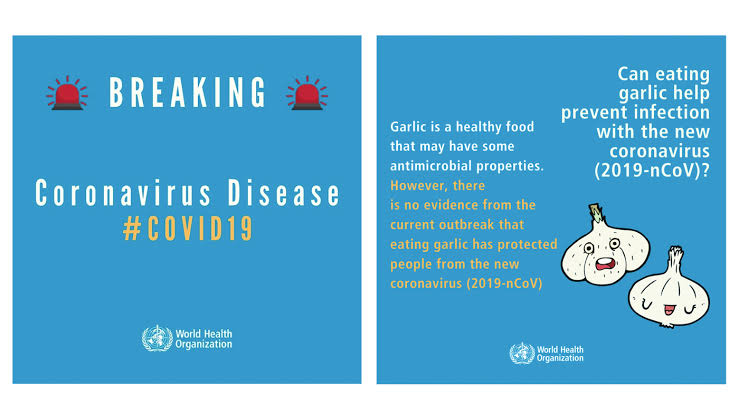 BREAKING
Coronavirus Disease
#COVID19
World Health
Organization
Can eating
garlic help
prevent infection
with the new
coronavirus
(2019-nCoV)?
Garlic is a healthy food
that may have some
antimicrobial properties.
However, there
is no evidence from the
current outbreak that
eating garlic has protected
people from the new
coronavirus (2019-nCoV)
World Health
Organization